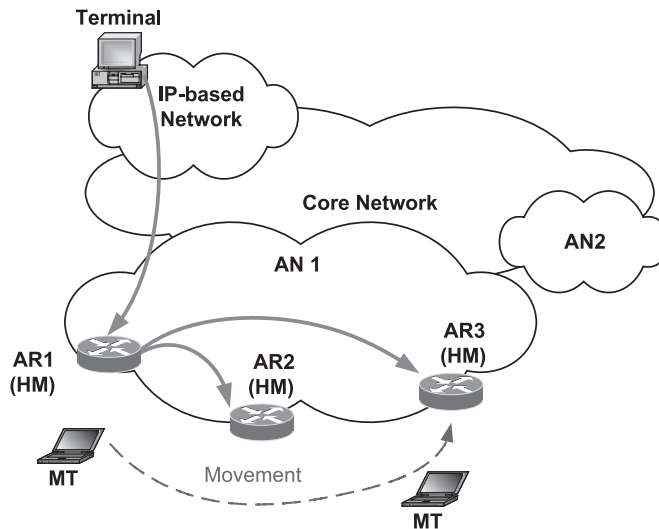 Terminal
IP-based
Network
Core Network
AN2
AN 1
AR1
(HM)
AR2
(HM)
AR3
(HM)
MT
Movement
MT